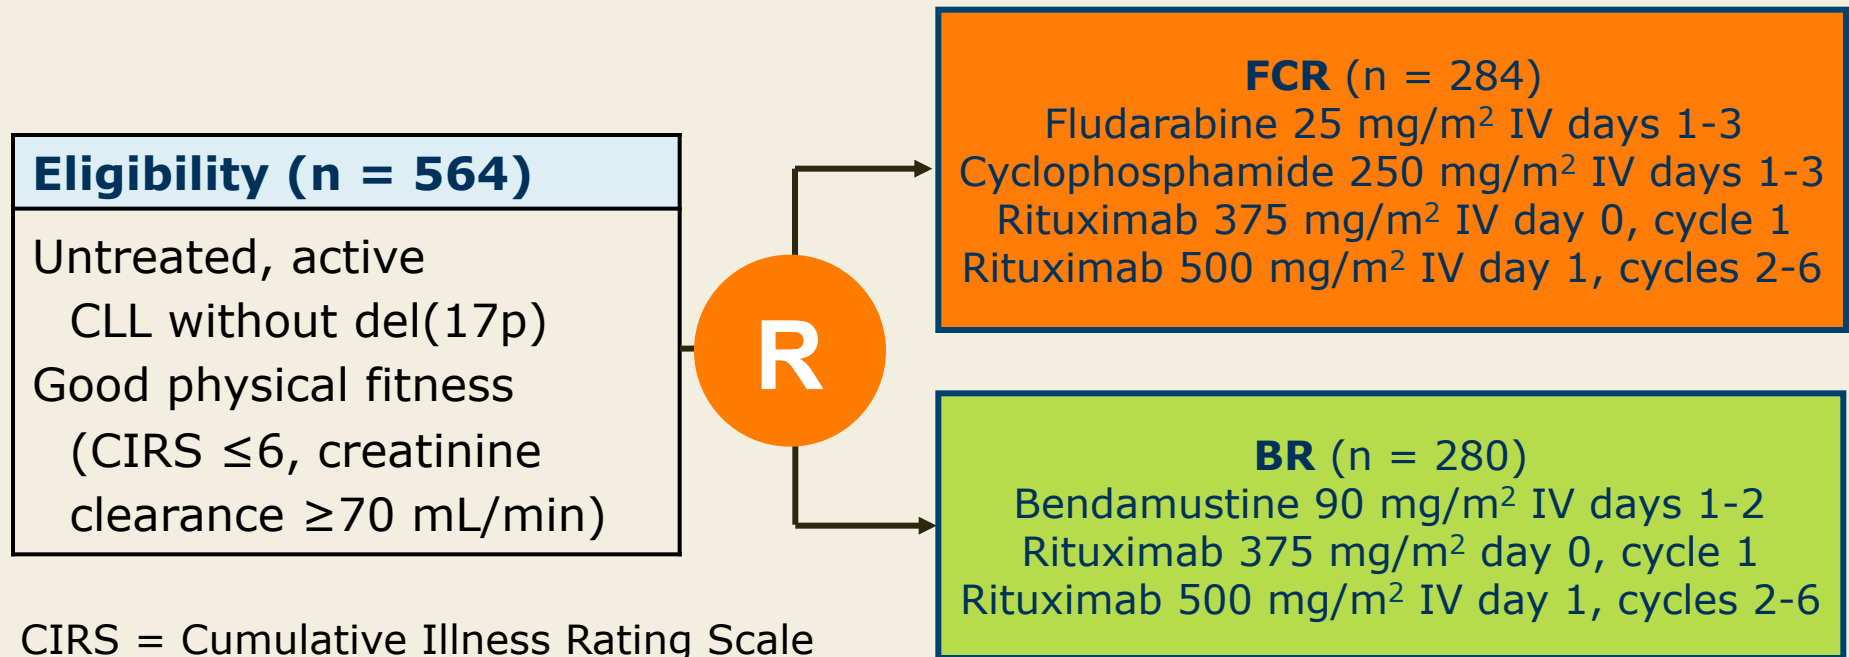 Eligibility (n = 564)
Untreated, active
CLL without del(17p)
Good physical fitness
(CIRS ≤6, creatinine
clearance ≥70 mL/min)
CIRS = Cumulative Illness Rating Scale
R
FCR (n = 284)
Fludarabine 25 mg/m² IV days 1-3
Cyclophosphamide 250 mg/m² IV days 1-3
Rituximab 375 mg/m² IV day 0, cycle 1
Rituximab 500 mg/m² IV day 1, cycles 2-6
BR (n = 280)
Bendamustine 90 mg/m² IV days 1-2
Rituximab 375 mg/m² day 0, cycle 1
Rituximab 500 mg/m² IV day 1, cycles 2-6